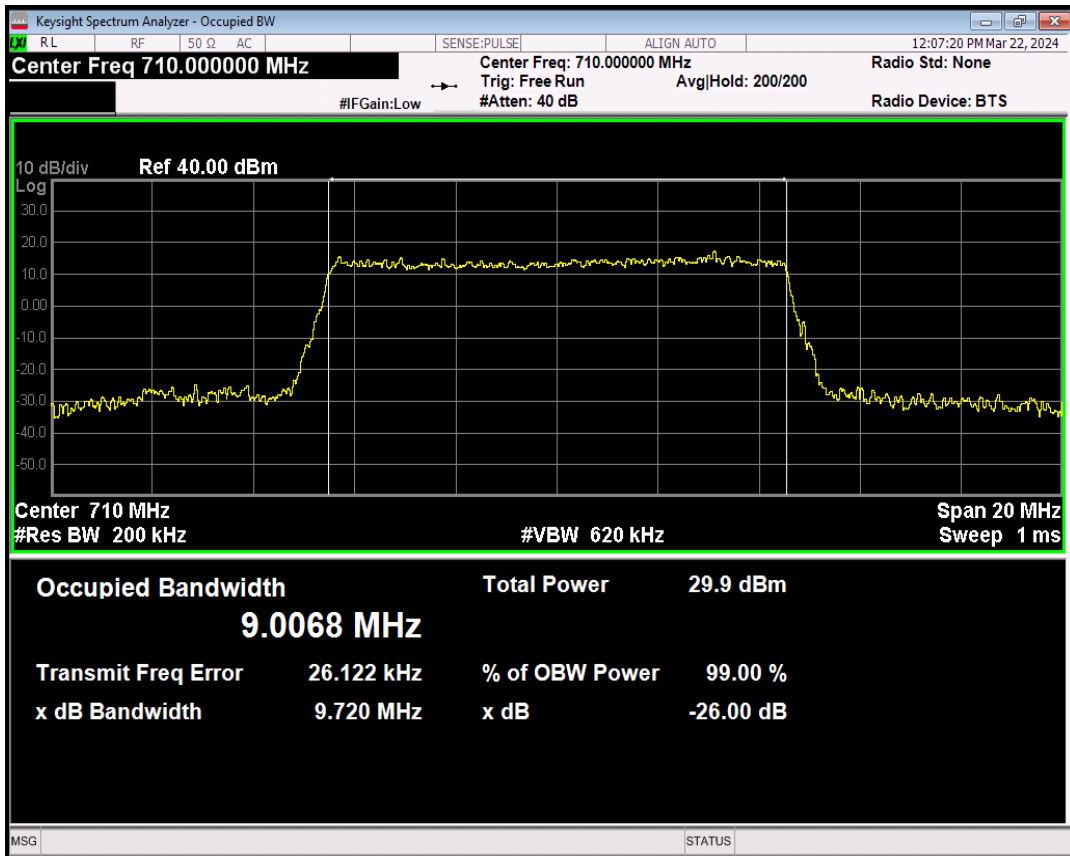 Keysight Spectrum Analyzer - Occupied BW
LXI RL RF 50 Ω AC SENSE:PULSE ALIGN AUTO 12:07:20 PM Mar 22, 2024
Center Freq 710.000000 MHz Center Freq: 710.000000 MHz Radio Std: None
Trig: Free Run Avg|Hold: 200/200
#IFGain:Low #Atten: 40 dB Radio Device: BTS
10 dB/div Ref 40.00 dBm
Log
30.0
20.0
10.0
0.00
-10.0
-20.0
-30.0
-40.0
-50.0
Center 710 MHz Span 20 MHz
#Res BW 200 kHz #VBW 620 kHz Sweep 1 ms
Occupied Bandwidth Total Power 29.9 dBm
9.0068 MHz
Transmit Freq Error 26.122 kHz % of OBW Power 99.00 %
x dB Bandwidth 9.720 MHz x dB -26.00 dB
MSG STATUS